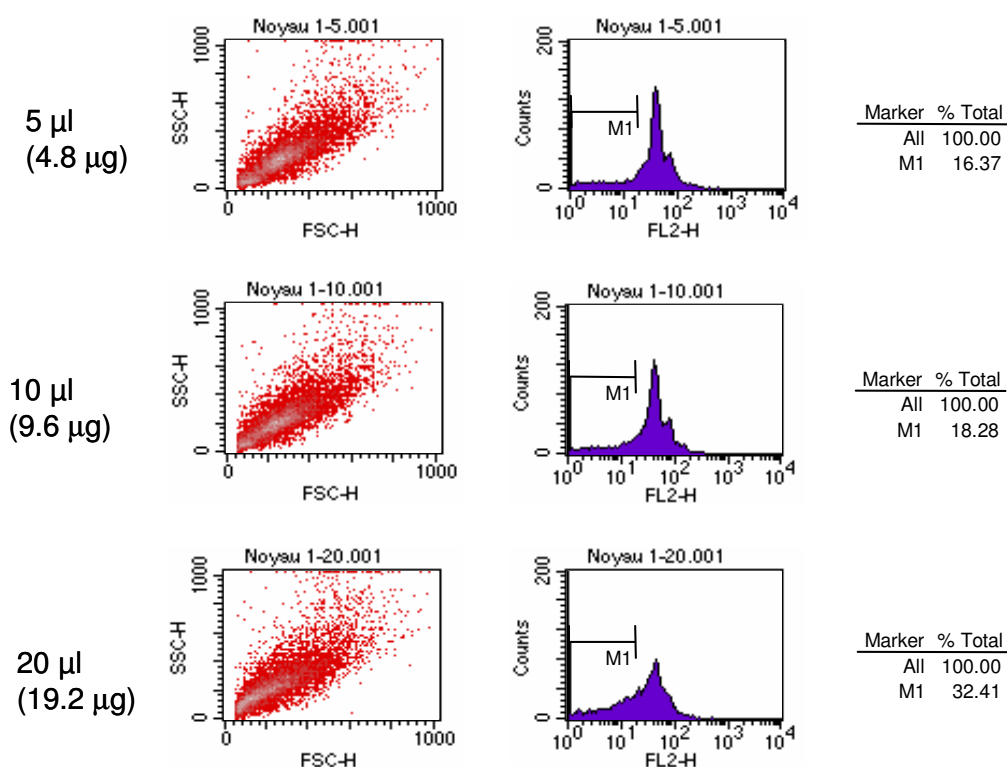 Noyau 1-5.001
SSC-H
1000
0
0
1000
FSC-H
5 µl
(4.8 µg)
Noyau 1-5.001
Counts
200
0
M1
10^0 10^1 10^2 10^3 10^4
FL2-H
Marker % Total
All 100.00
M1 16.37
Noyau 1-10.001
SSC-H
1000
0
0
1000
FSC-H
10 µl
(9.6 µg)
Noyau 1-10.001
Counts
200
0
M1
10^0 10^1 10^2 10^3 10^4
FL2-H
Marker % Total
All 100.00
M1 18.28
Noyau 1-20.001
SSC-H
1000
0
0
1000
FSC-H
20 µl
(19.2 µg)
Noyau 1-20.001
Counts
200
0
M1
10^0 10^1 10^2 10^3 10^4
FL2-H
Marker % Total
All 100.00
M1 32.41